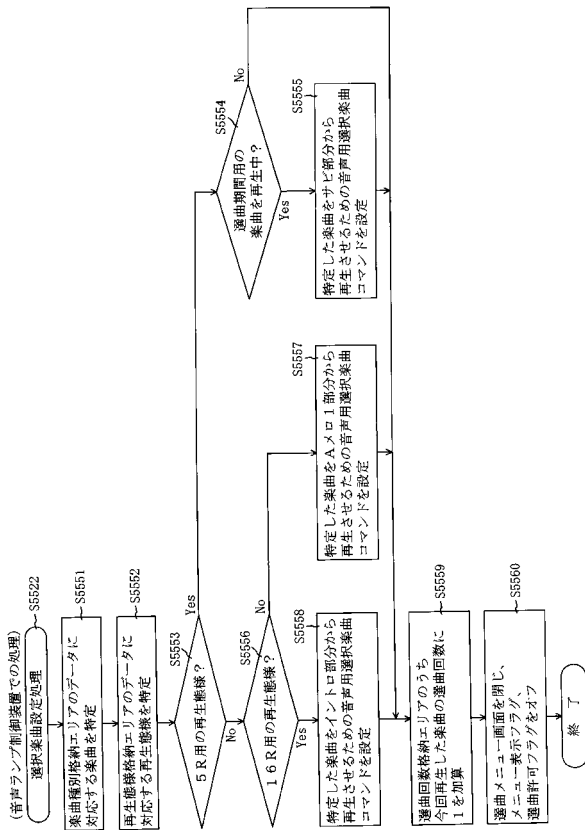 (音声ランプ制御装置での処理)
選択楽曲設定処理
S5522
楽曲種別格納エリアのデータに
対応する楽曲を特定
S5551
再生態様格納エリアのデータに
対応する再生態様を特定
S5552
5R用の再生態様?
S5553
Yes
No
選曲期間用の
楽曲を再生中?
S5554
No
Yes
特定した楽曲をサビ部分から
再生させるための音声用選択楽曲
コマンドを設定
S5555
16R用の再生態様?
S5556
No
Yes
特定した楽曲をAメロ1部分から
再生させるための音声用選択楽曲
コマンドを設定
S5557
特定した楽曲をイントロ部分から
再生させるための音声用選択楽曲
コマンドを設定
S5558
選曲回数格納エリアのうち
今回再生した楽曲の選曲回数に
1を加算
S5559
選曲メニュー画面を閉じ、
メニュー表示フラグ、
選曲許可フラグをオフ
S5560
終了